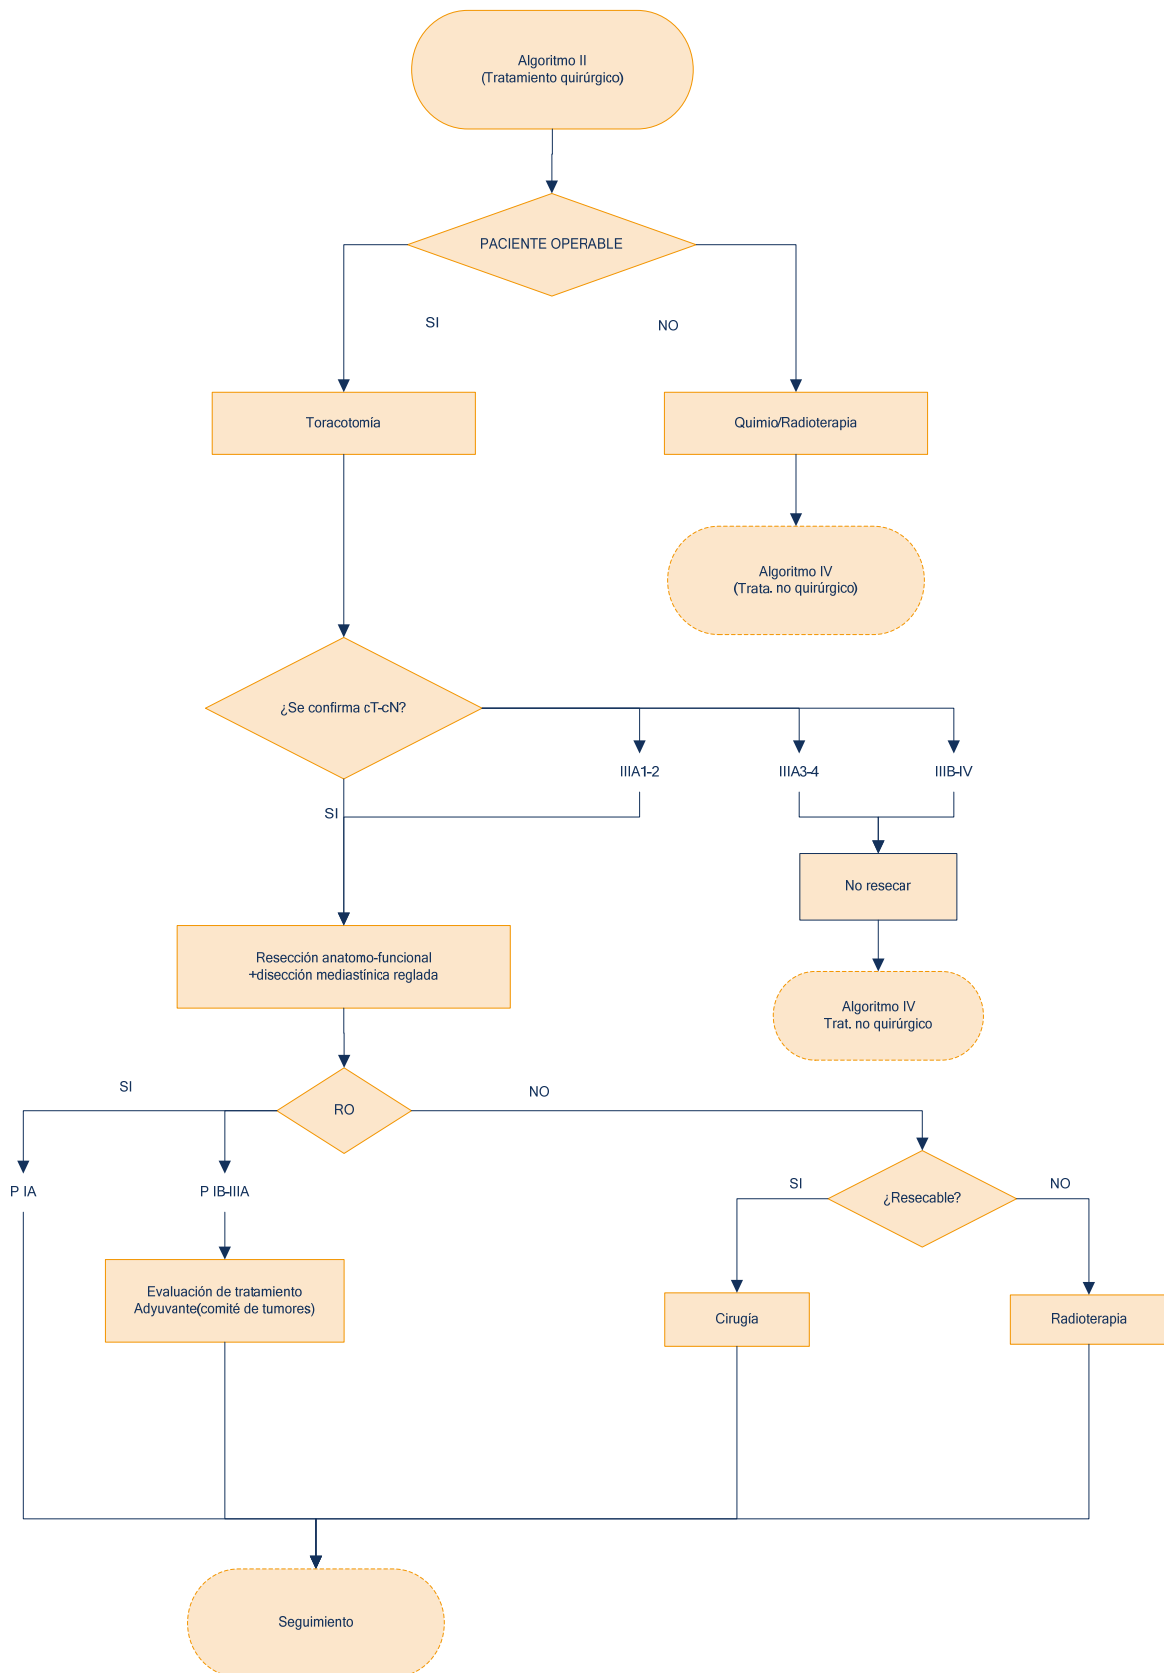 Algoritmo II
(Tratamiento quirúrgico)
PACIENTE OPERABLE
SI
NO
Toracotomía
Quimio/Radioterapia
Algoritmo IV
(Trata. no quirúrgico)
¿Se confirma cT-cN?
IIIA1-2
IIIA3-4
IIIB-IV
SI
No resecar
Resección anatomo-funcional
+disección mediastínica reglada
Algoritmo IV
Trat. no quirúrgico
SI
RO
NO
P IA
P IB-IIIA
SI
¿Resecable?
NO
Evaluación de tratamiento
Adyuvante(comité de tumores)
Cirugía
Radioterapia
Seguimiento